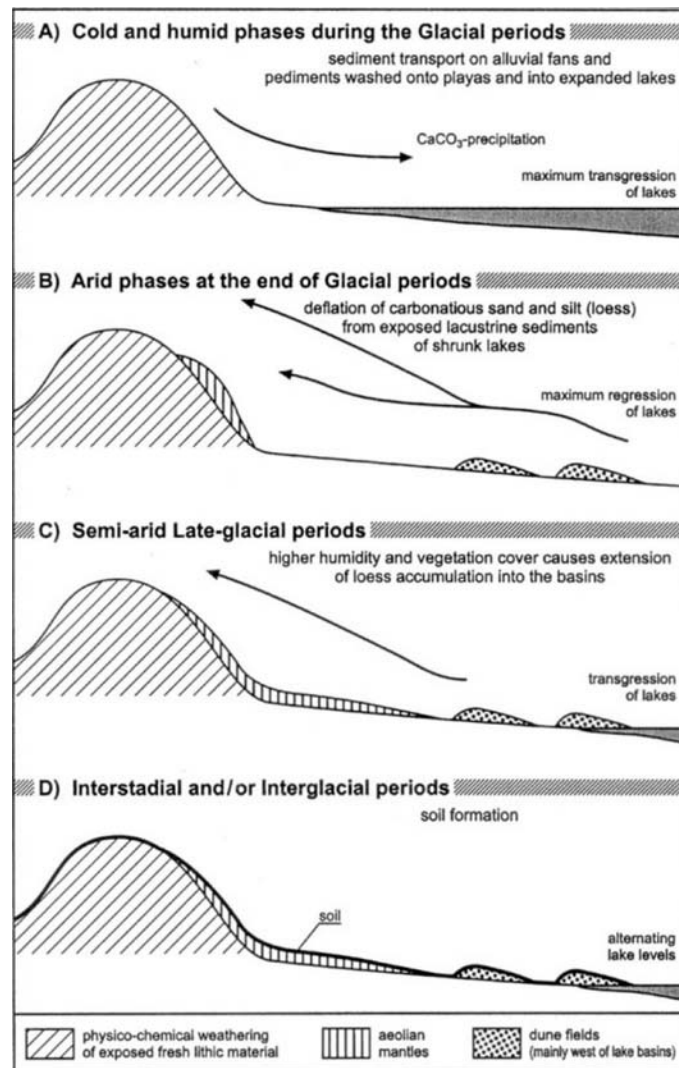 A) Cold and humid phases during the Glacial periods
sediment transport on alluvial fans and
pediments washed onto playas and into expanded lakes
CaCO₃-precipitation
maximum transgression
of lakes
B) Arid phases at the end of Glacial periods
deflation of carbonatious sand and silt (loess)
from exposed lacustrine sediments
of shrunk lakes
maximum regression
of lakes
C) Semi-arid Late-glacial periods
higher humidity and vegetation cover causes extension
of loess accumulation into the basins
transgression
of lakes
D) Interstadial and/or Interglacial periods
soil formation
soil
alternating
lake levels
physico-chemical weathering
of exposed fresh lithic material
aeolian
mantles
dune fields
(mainly west of lake basins)